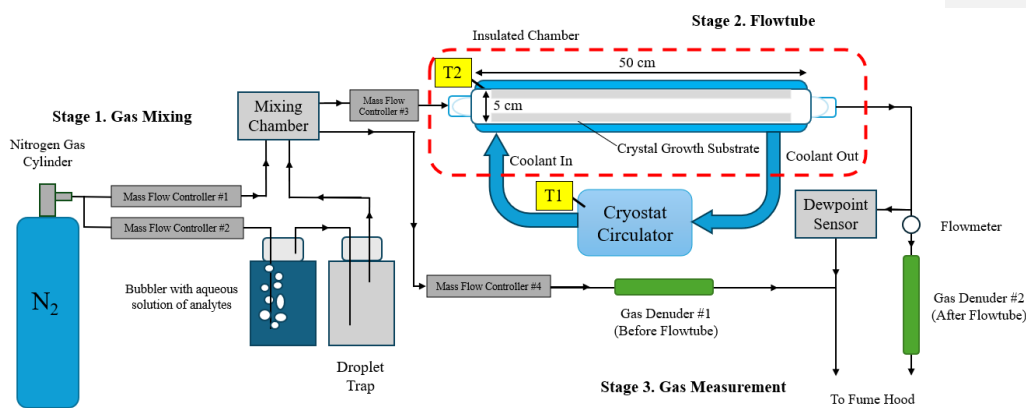 Stage 1. Gas Mixing
Nitrogen Gas
Cylinder
N2
Mass Flow Controller #1
Mass Flow Controller #2
Mixing
Chamber
Mass Flow
Controller #3
Bubbler with aqueous
solution of analytes
Droplet
Trap
Stage 2. Flowtube
Insulated Chamber
T2
50 cm
5 cm
Crystal Growth Substrate
Coolant In
Coolant Out
T1
Cryostat
Circulator
Dewpoint
Sensor
Flowmeter
Mass Flow Controller #4
Gas Denuder #1
(Before Flowtube)
Gas Denuder #2
(After Flowtube)
Stage 3. Gas Measurement
To Fume Hood